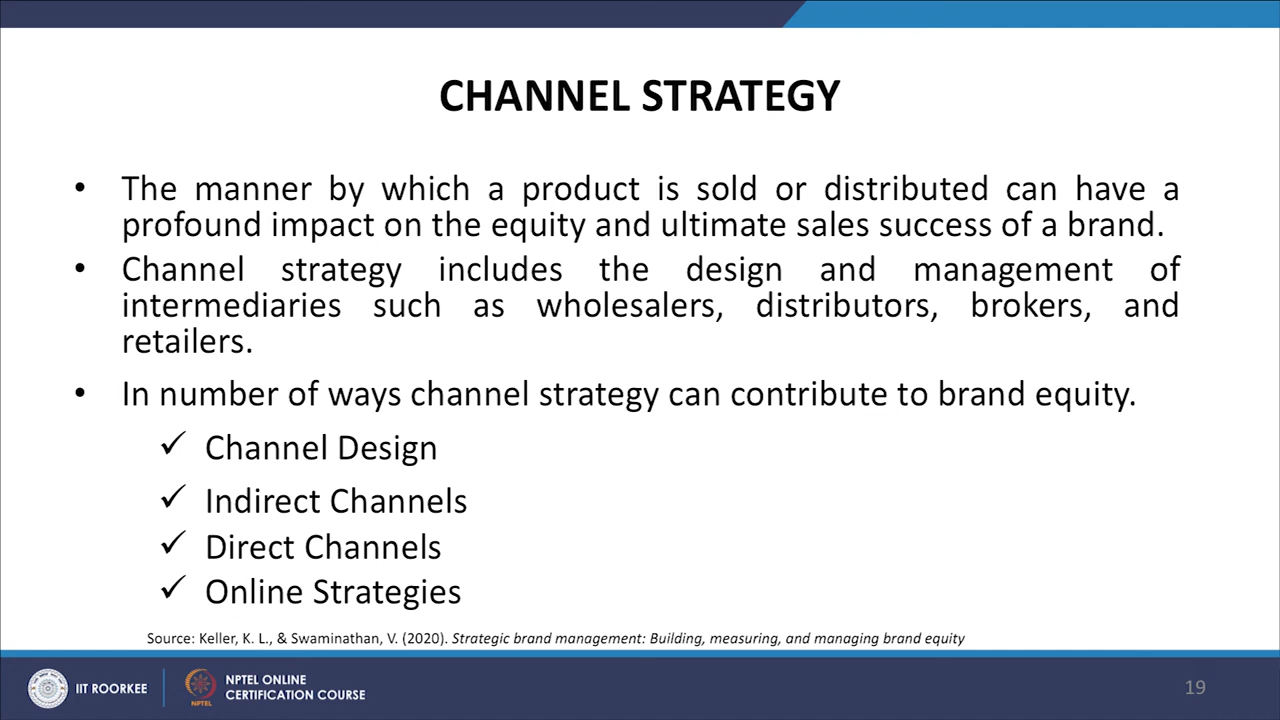 CHANNEL STRATEGY
• The manner by which a product is sold or distributed can have a
profound impact on the equity and ultimate sales success of a brand.
• Channel strategy includes the design and management of
intermediaries such as wholesalers, distributors, brokers, and
retailers.
• In number of ways channel strategy can contribute to brand equity.
✓ Channel Design
✓ Indirect Channels
✓ Direct Channels
✓ Online Strategies
Source: Keller, K. L., & Swaminathan, V. (2020). Strategic brand management: Building, measuring, and managing brand equity
IIT ROORKEE
NPTEL
NPTEL ONLINE
CERTIFICATION COURSE
19